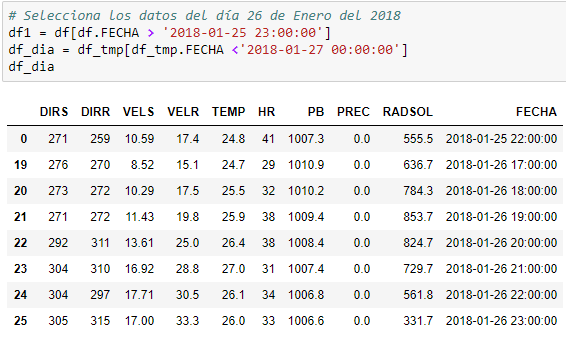 # Selecciona los datos del día 26 de Enero del 2018
df1 = df[df.FECHA > '2018-01-25 23:00:00']
df_dia = df_tmp[df_tmp.FECHA <'2018-01-27 00:00:00']
df_dia
DIRS DIRR VELS VELR TEMP HR PB PREC RADSOL FECHA
0 271 259 10.59 17.4 24.8 41 1007.3 0.0 555.5 2018-01-25 22:00:00
19 276 270 8.52 15.1 24.7 29 1010.9 0.0 636.7 2018-01-26 17:00:00
20 273 272 10.29 17.5 25.5 32 1010.2 0.0 784.3 2018-01-26 18:00:00
21 271 272 11.43 19.8 25.9 38 1009.4 0.0 853.7 2018-01-26 19:00:00
22 292 311 13.61 25.0 26.4 38 1008.4 0.0 824.7 2018-01-26 20:00:00
23 304 310 16.92 28.8 27.0 31 1007.4 0.0 729.7 2018-01-26 21:00:00
24 304 297 17.71 30.5 26.1 34 1006.8 0.0 561.8 2018-01-26 22:00:00
25 305 315 17.00 33.3 26.0 33 1006.6 0.0 331.7 2018-01-26 23:00:00